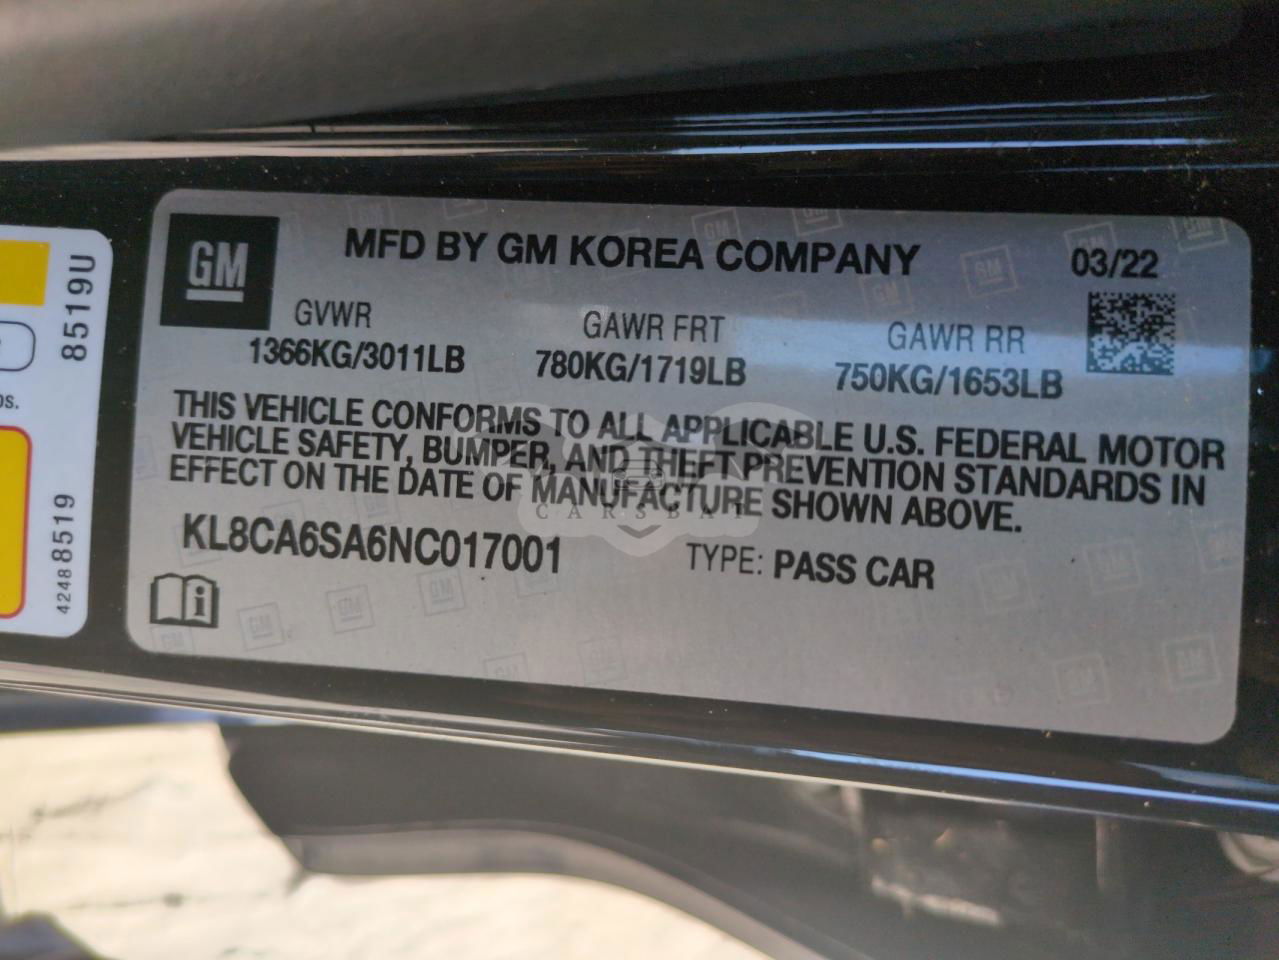 GM
MFD BY GM KOREA COMPANY
03/22
GVWR
GAWR FRT
GAWR RR
1366KG/3011LB
780KG/1719LB
750KG/1653LB
THIS VEHICLE CONFORMS TO ALL APPLICABLE U.S. FEDERAL MOTOR
VEHICLE SAFETY, BUMPER, AND THEFT PREVENTION STANDARDS IN
EFFECT ON THE DATE OF MANUFACTURE SHOWN ABOVE.
KL8CA6SA6NC017001
TYPE: PASS CAR
8519U
42488519
CARSBAT